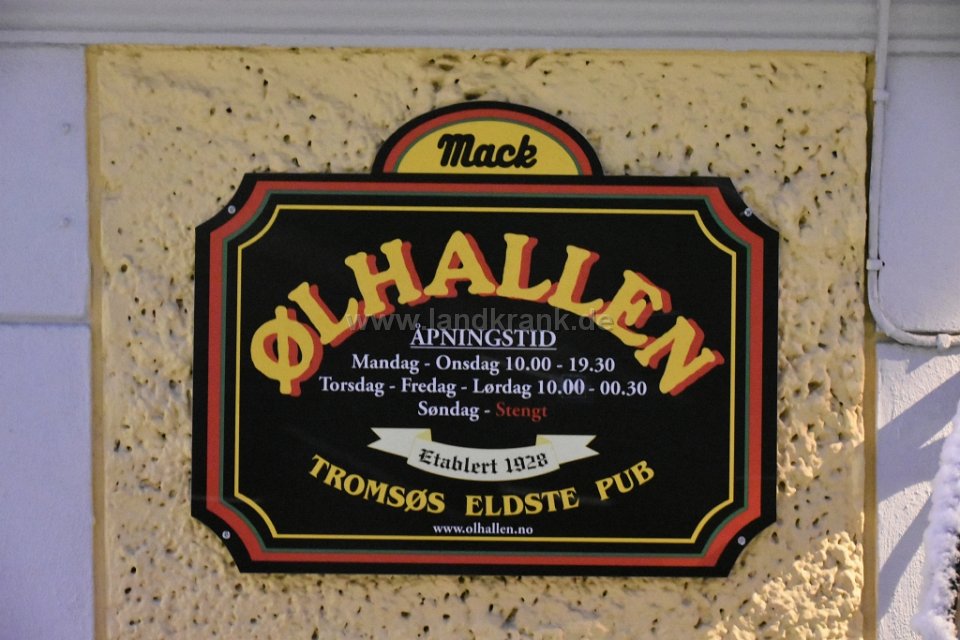 Mack
ØLHALLEN
www.landkrank.de
ÅPNINGSTID
Mandag - Onsdag 10.00 - 19.30
Torsdag - Fredag - Lørdag 10.00 - 00.30
Søndag - Stengt
Etablert 1928
TROMSØS ELDSTE PUB
www.olhallen.no